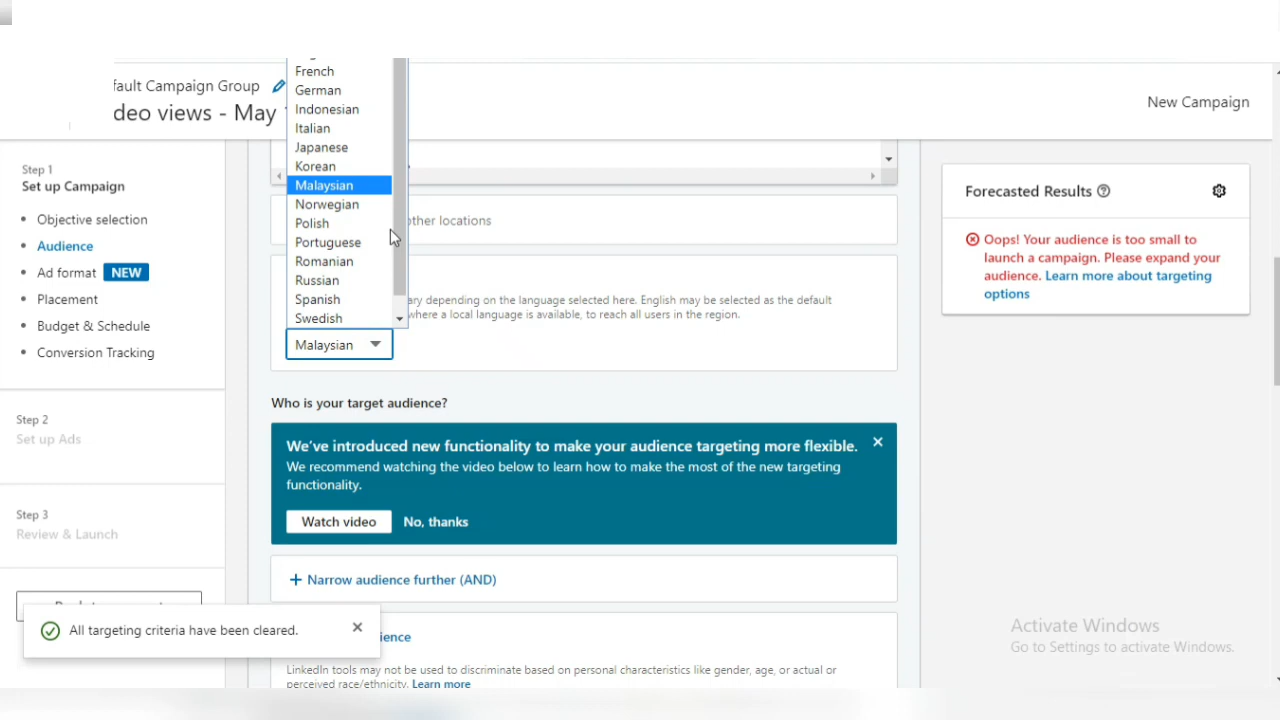 fault Campaign Group
deo views - May
New Campaign
Step 1
Set up Campaign
Objective selection
Audience
Ad format NEW
Placement
Budget & Schedule
Conversion Tracking
Step 2
Set up Ads
Step 3
Review & Launch
All targeting criteria have been cleared.
French
German
Indonesian
Italian
Japanese
Korean
Malaysian
Norwegian
Polish
Portuguese
Romanian
Russian
Spanish
Swedish
Malaysian
other locations
ary depending on the language selected here. English may be selected as the default
where a local language is available, to reach all users in the region.
Who is your target audience?
We've introduced new functionality to make your audience targeting more flexible.
We recommend watching the video below to learn how to make the most of the new targeting
functionality.
Watch video No, thanks
+ Narrow audience further (AND)
ience
LinkedIn tools may not be used to discriminate based on personal characteristics like gender, age, or actual or
perceived race/ethnicity. Learn more
Forecasted Results
Oops! Your audience is too small to
launch a campaign. Please expand your
audience. Learn more about targeting
options
Activate Windows
Go to Settings to activate Windows.